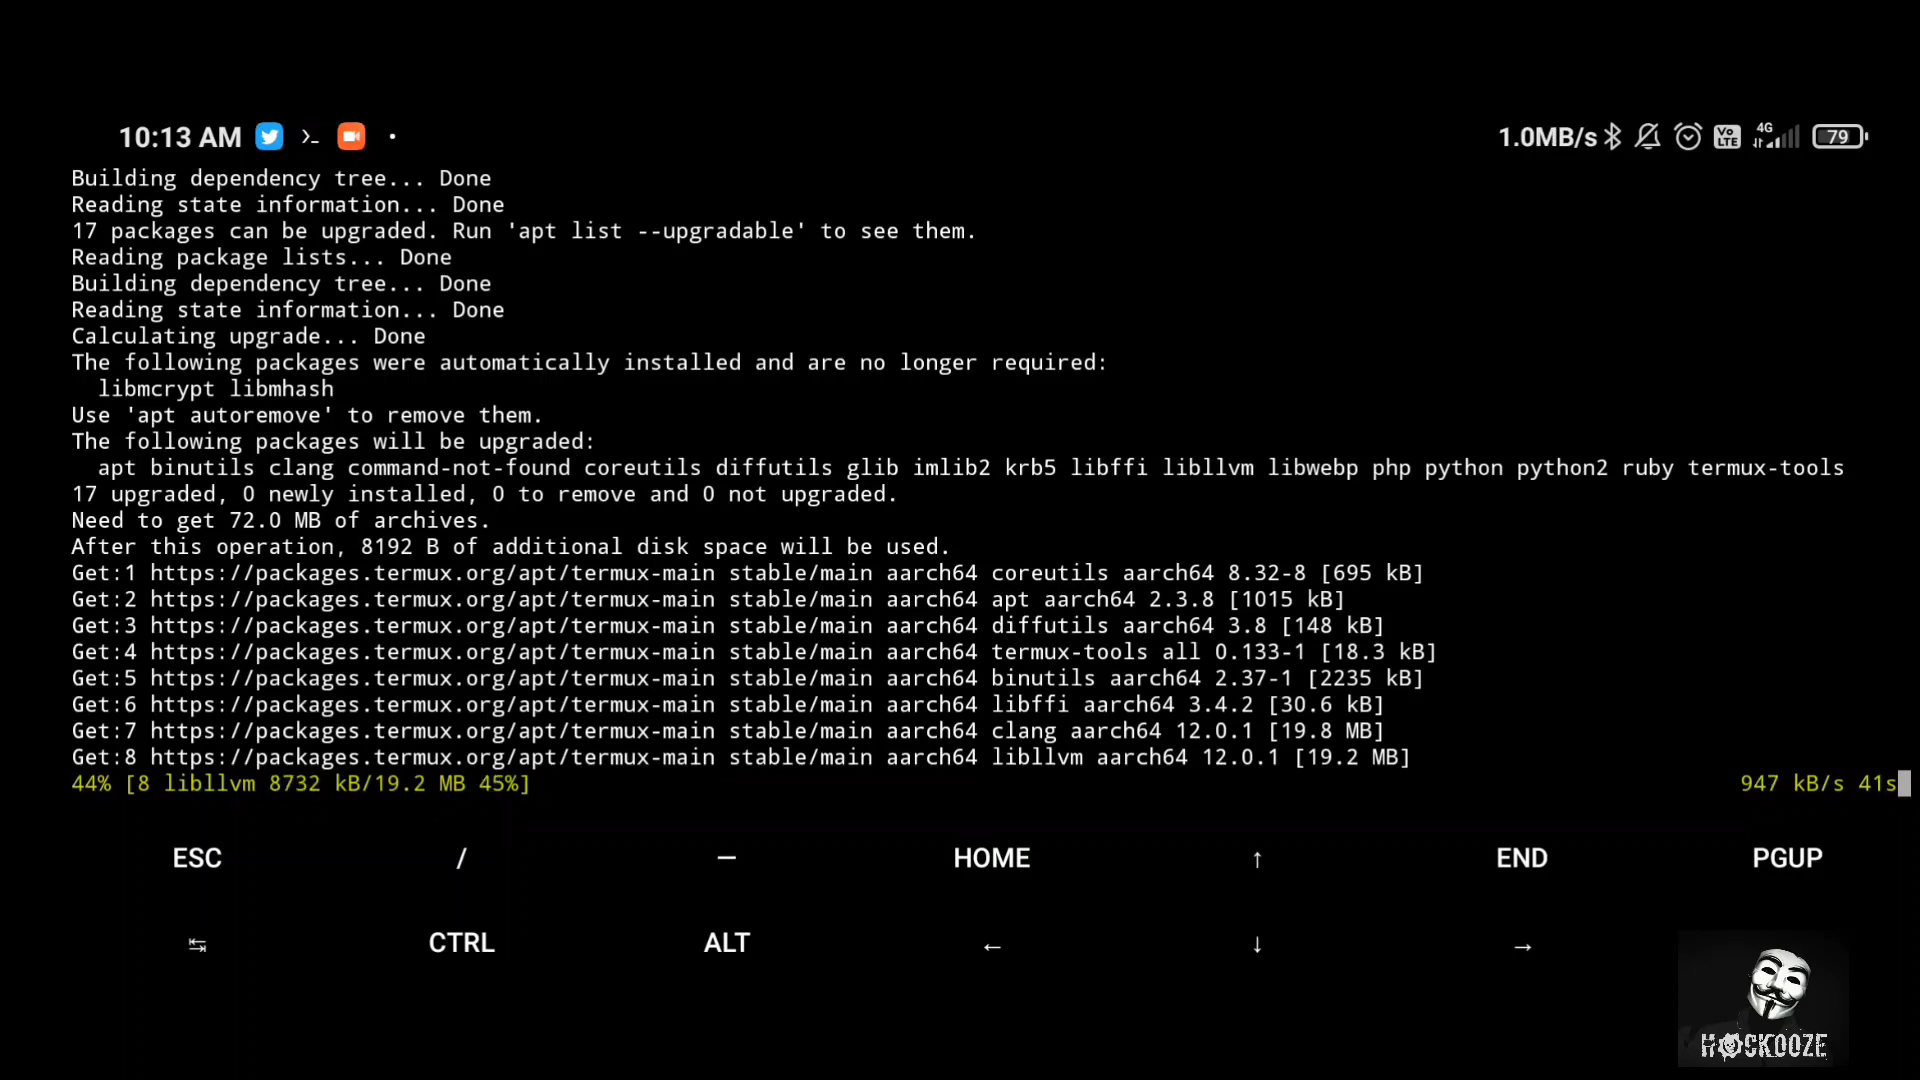 10:13 AM
1.0MB/s
Vo LTE
4G
79
Building dependency tree... Done
Reading state information... Done
17 packages can be upgraded. Run 'apt list --upgradable' to see them.
Reading package lists... Done
Building dependency tree... Done
Reading state information... Done
Calculating upgrade... Done
The following packages were automatically installed and are no longer required:
  libmcrypt libmhash
Use 'apt autoremove' to remove them.
The following packages will be upgraded:
  apt binutils clang command-not-found coreutils diffutils glib imlib2 krb5 libffi libllvm libwebp php python python2 ruby termux-tools
17 upgraded, 0 newly installed, 0 to remove and 0 not upgraded.
Need to get 72.0 MB of archives.
After this operation, 8192 B of additional disk space will be used.
Get:1 https://packages.termux.org/apt/termux-main stable/main aarch64 coreutils aarch64 8.32-8 [695 kB]
Get:2 https://packages.termux.org/apt/termux-main stable/main aarch64 apt aarch64 2.3.8 [1015 kB]
Get:3 https://packages.termux.org/apt/termux-main stable/main aarch64 diffutils aarch64 3.8 [148 kB]
Get:4 https://packages.termux.org/apt/termux-main stable/main aarch64 termux-tools all 0.133-1 [18.3 kB]
Get:5 https://packages.termux.org/apt/termux-main stable/main aarch64 binutils aarch64 2.37-1 [2235 kB]
Get:6 https://packages.termux.org/apt/termux-main stable/main aarch64 libffi aarch64 3.4.2 [30.6 kB]
Get:7 https://packages.termux.org/apt/termux-main stable/main aarch64 clang aarch64 12.0.1 [19.8 MB]
Get:8 https://packages.termux.org/apt/termux-main stable/main aarch64 libllvm aarch64 12.0.1 [19.2 MB]
44% [8 libllvm 8732 kB/19.2 MB 45%] 947 kB/s 41s
ESC / — HOME ↑ END PGUP
↹ CTRL ALT ← ↓ →
HOCKOOZE